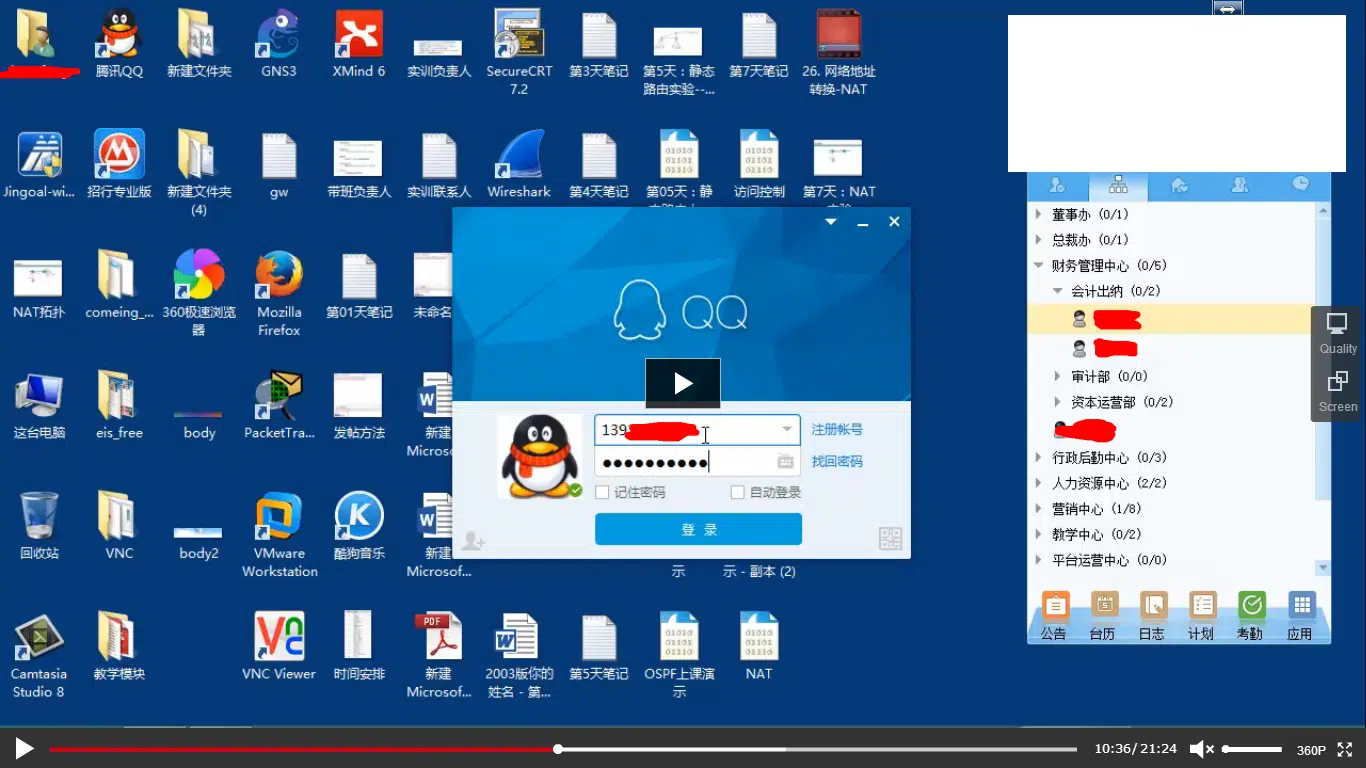 腾讯QQ
新建文件夹
GNS3
XMind 6
实训负责人
SecureCRT
7.2
第3天笔记
第5天：静态
路由实验--...
第7天笔记
26. 网络地址
转换-NAT
Jingoal-wi...
招行专业版
新建文件夹
(4)
gw
带班负责人
实训联系人
Wireshark
第4天笔记
第05天：静
访问控制
第7天：NAT
NAT拓扑
comeing_...
360极速浏览
器
Mozilla
Firefox
第01天笔记
未命名
这台电脑
eis_free
body
PacketTra...
发帖方法
新建
Microsof
回收站
VNC
body2
VMware
Workstation
酷狗音乐
新建
Microsof...
示
示 - 副本 (2)
Camtasia
Studio 8
教学模块
VNC Viewer
时间安排
PDF
新建
Microsof...
2003版你的
姓名 - 第...
第5天笔记
OSPF上课演
示
NAT
QQ
139
注册帐号
找回密码
记住密码
自动登录
登 录
董事办 (0/1)
总裁办 (0/1)
财务管理中心 (0/5)
会计出纳 (0/2)
审计部 (0/0)
资本运营部 (0/2)
行政后勤中心 (0/3)
人力资源中心 (2/2)
营销中心 (1/8)
教学中心 (0/2)
平台运营中心 (0/0)
公告
台历
日志
计划
考勤
应用
Quality
Screen
10:36/21:24
360P